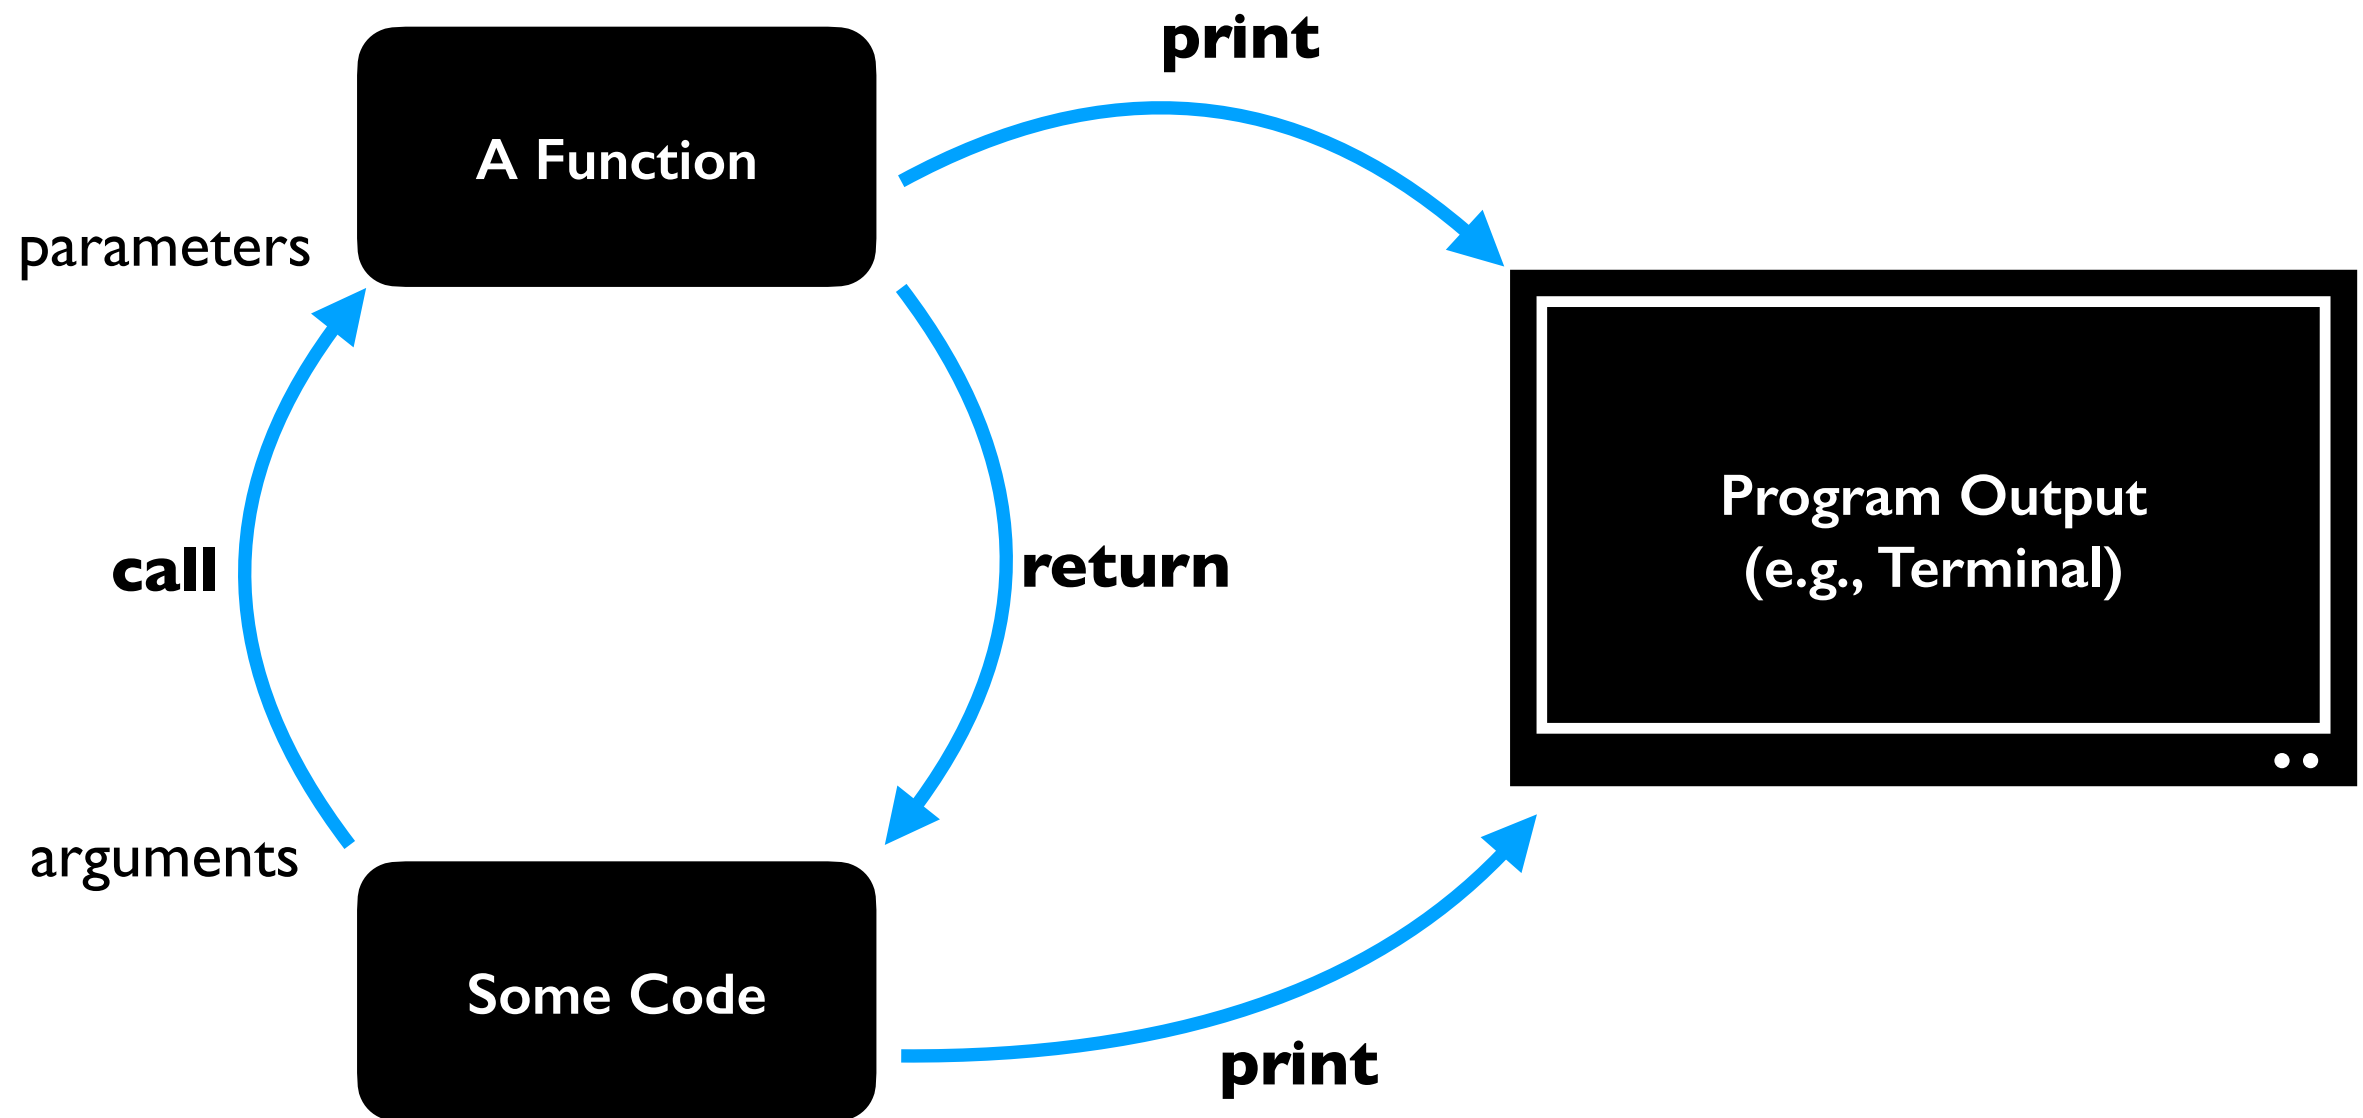 print
A Function
parameters
call
return
Program Output
(e.g., Terminal)
arguments
Some Code
print